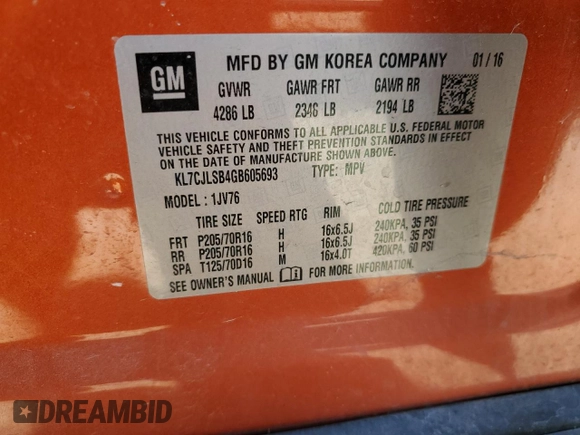 GM
MFD BY GM KOREA COMPANY 01/16
GVWR GAWR FRT GAWR RR
4286 LB 2346 LB 2194 LB
THIS VEHICLE CONFORMS TO ALL APPLICABLE U.S. FEDERAL MOTOR
VEHICLE SAFETY AND THEFT PREVENTION STANDARDS IN EFFECT
ON THE DATE OF MANUFACTURE SHOWN ABOVE.
KL7CJLSB4GB605693 TYPE: MPV
MODEL: 1JV76
TIRE SIZE SPEED RTG RIM COLD TIRE PRESSURE
FRT P205/70R16 H 16x6.5J 240KPA, 35 PSI
RR P205/70R16 H 16x6.5J 240KPA, 35 PSI
SPA T125/70D16 M 16x4.0T 420KPA, 60 PSI
SEE OWNER'S MANUAL FOR MORE INFORMATION.
DREAMBID